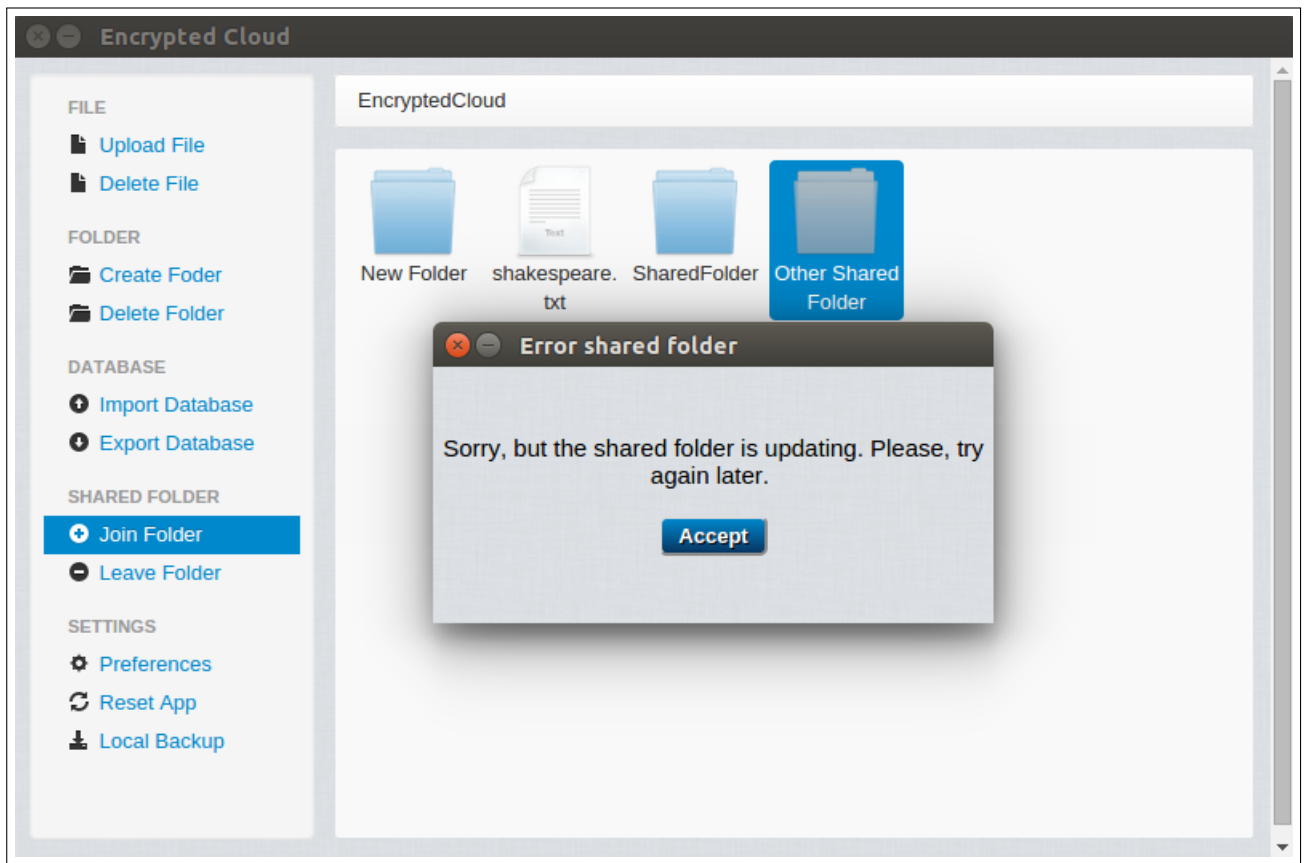 Encrypted Cloud
FILE
Upload File
Delete File
FOLDER
Create Foder
Delete Folder
DATABASE
Import Database
Export Database
SHARED FOLDER
Join Folder
Leave Folder
SETTINGS
Preferences
Reset App
Local Backup
EncryptedCloud
Text
New Folder
shakespeare.
txt
SharedFolder
Other Shared
Folder
Error shared folder
Sorry, but the shared folder is updating. Please, try
again later.
Accept